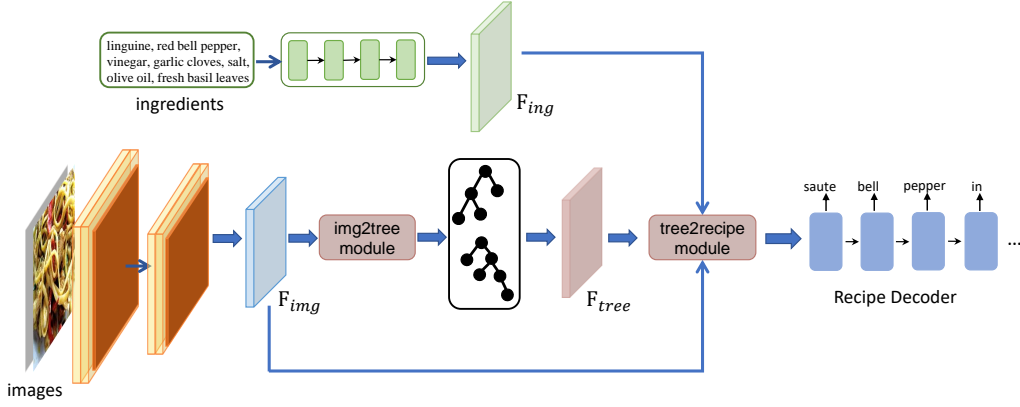 linguine, red bell pepper,
vinegar, garlic cloves, salt,
olive oil, fresh basil leaves
ingredients
F_ing
images
F_img
img2tree
module
F_tree
tree2recipe
module
saute
bell
pepper
in
...
Recipe Decoder